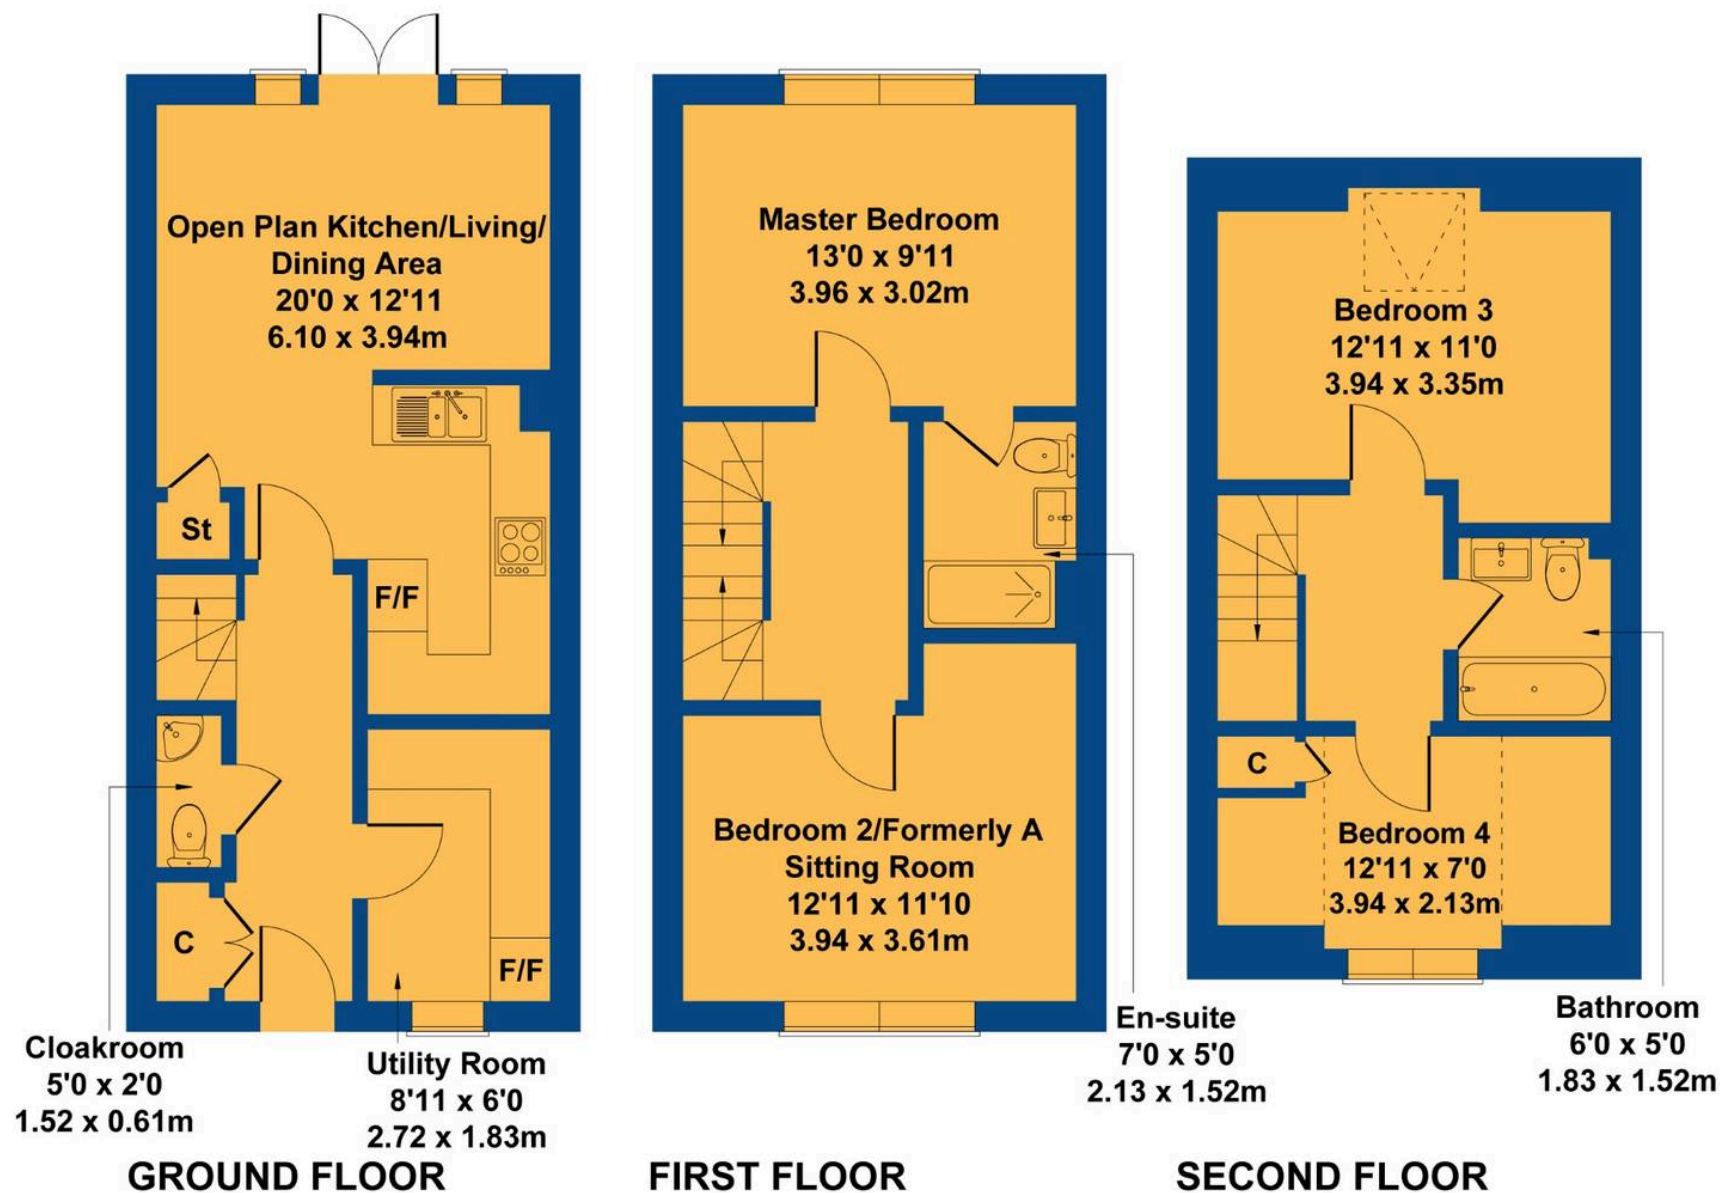 Open Plan Kitchen/Living/
Dining Area
20'0 x 12'11
6.10 x 3.94m
St
F/F
C
F/F
Cloakroom
5'0 x 2'0
1.52 x 0.61m
Utility Room
8'11 x 6'0
2.72 x 1.83m
GROUND FLOOR
Master Bedroom
13'0 x 9'11
3.96 x 3.02m
Bedroom 2/Formerly A
Sitting Room
12'11 x 11'10
3.94 x 3.61m
En-suite
7'0 x 5'0
2.13 x 1.52m
FIRST FLOOR
Bedroom 3
12'11 x 11'0
3.94 x 3.35m
C
Bedroom 4
12'11 x 7'0
3.94 x 2.13m
Bathroom
6'0 x 5'0
1.83 x 1.52m
SECOND FLOOR